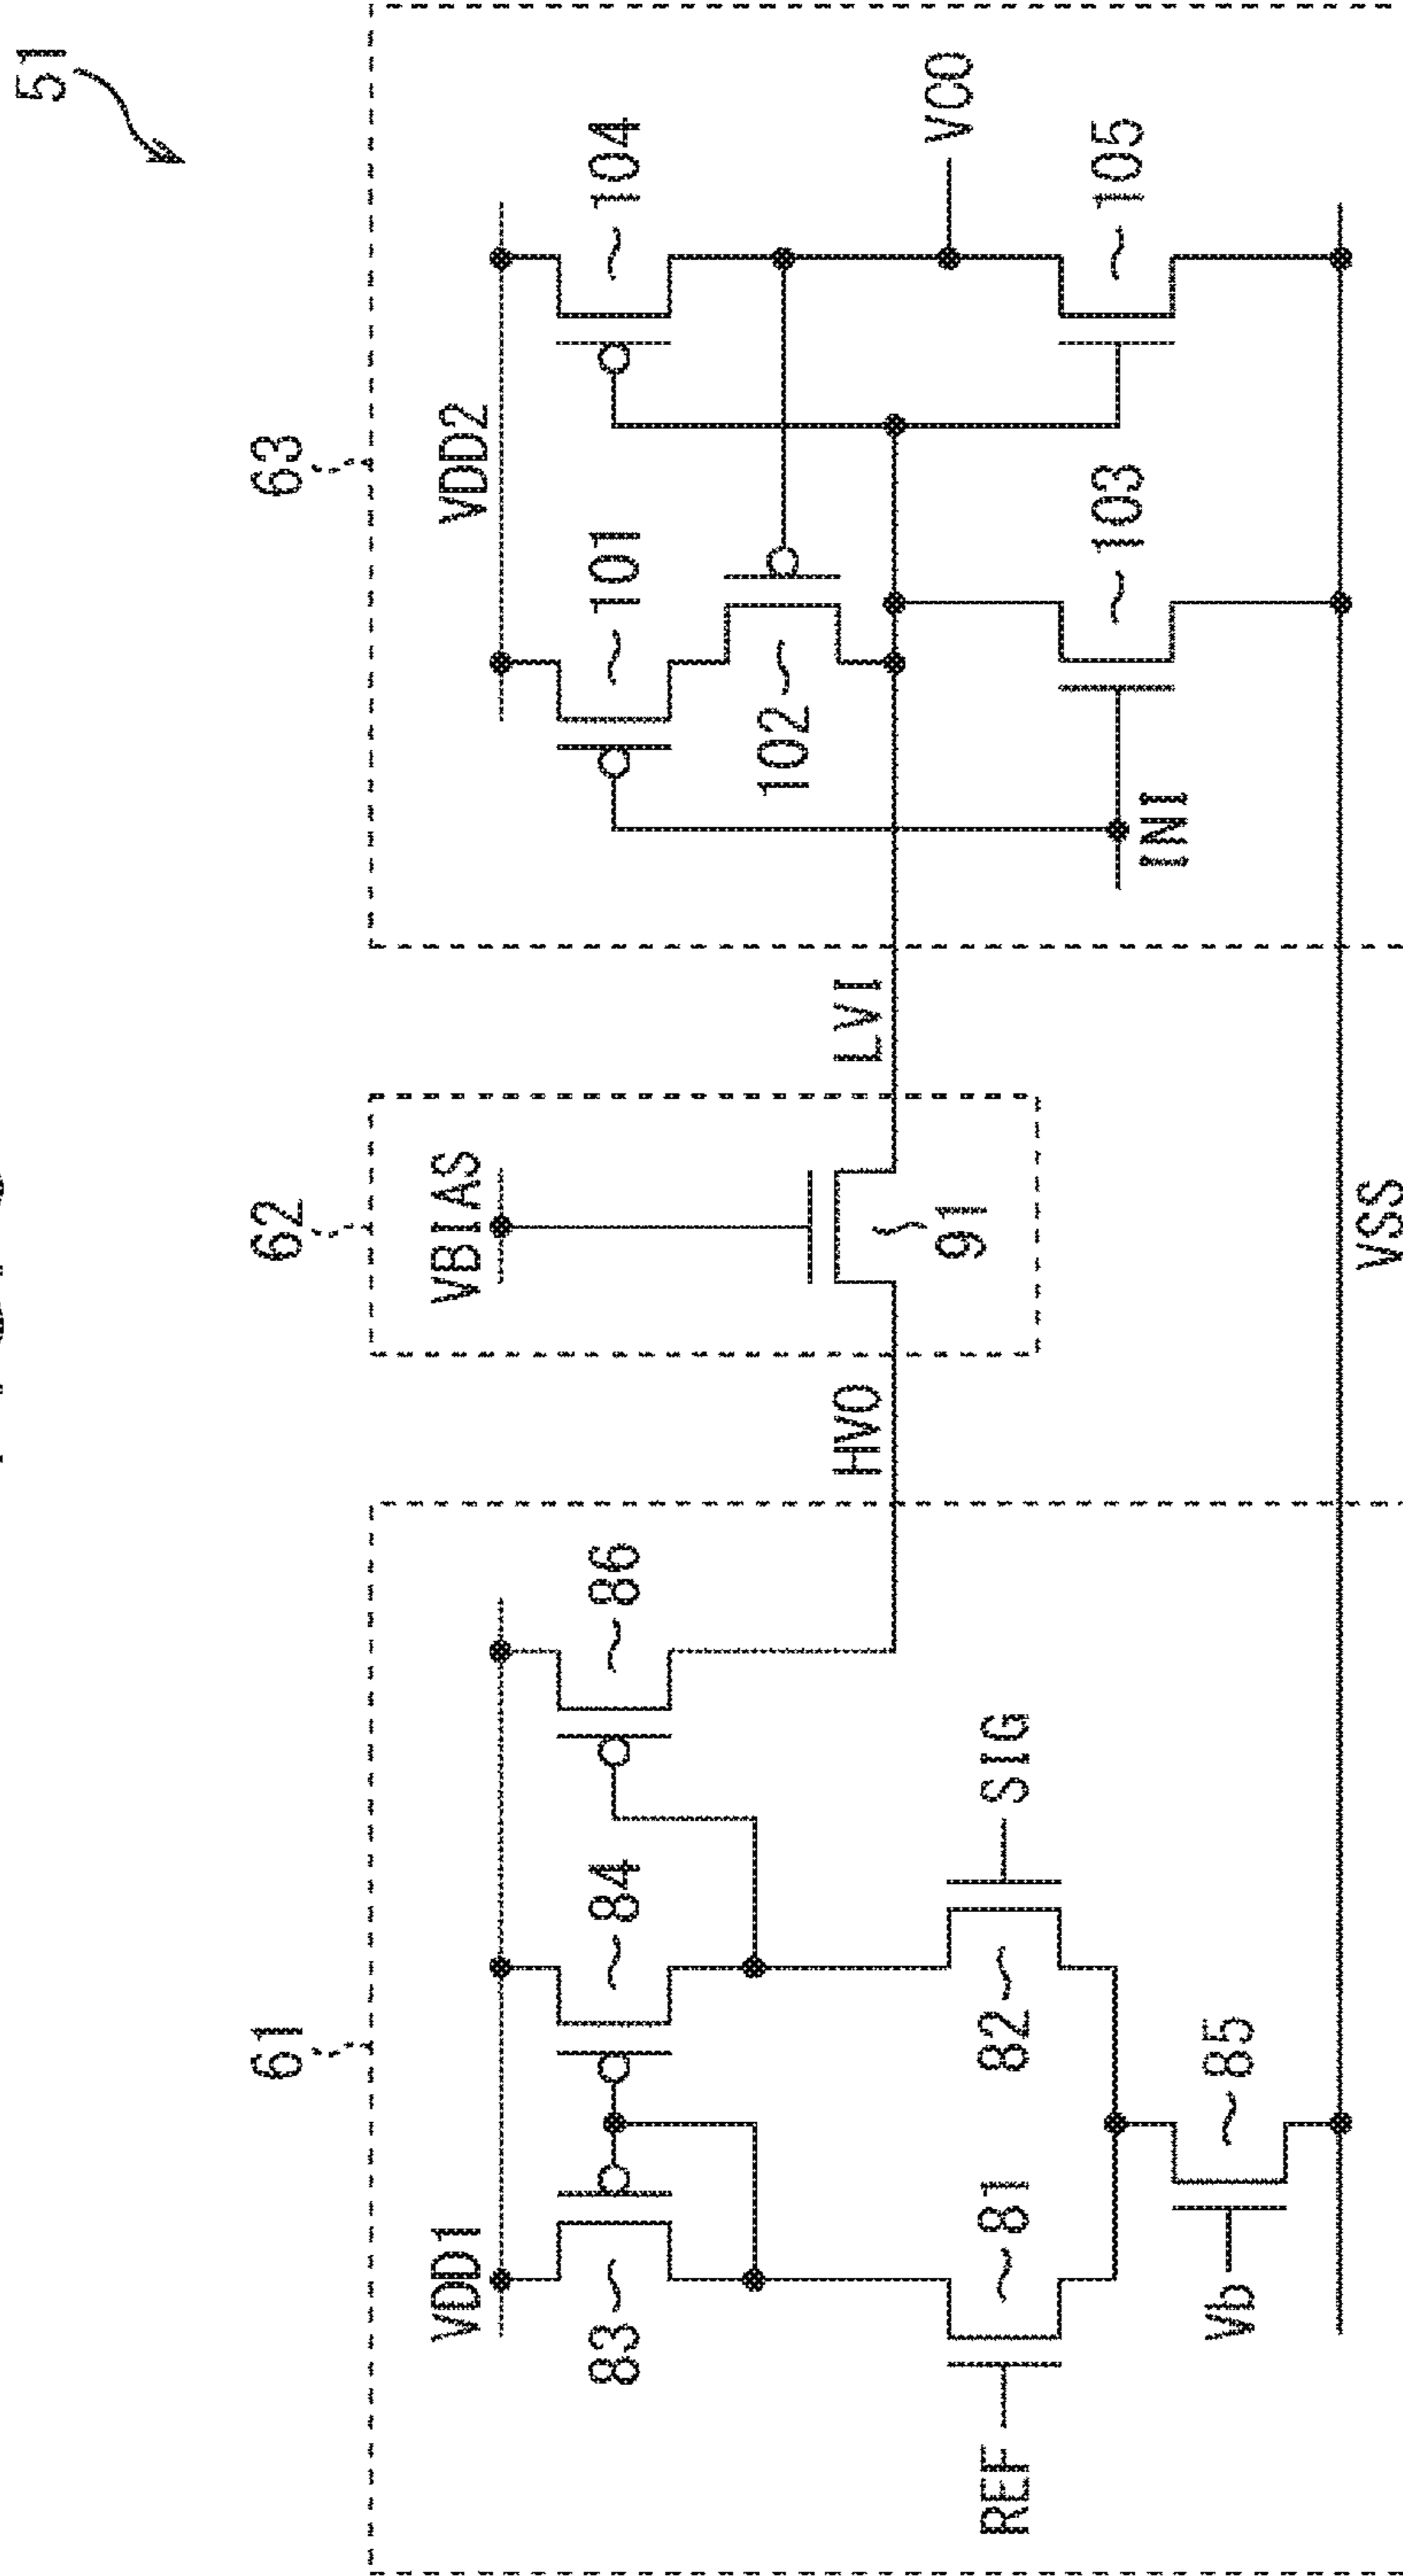 51
61
62
63
VDD1
VBIAS
VDD2
83
84
86
101
104
102
HVO
LVI
VCO
91
REF
81
82
SIG
103
105
INI
Vb
85
VSS